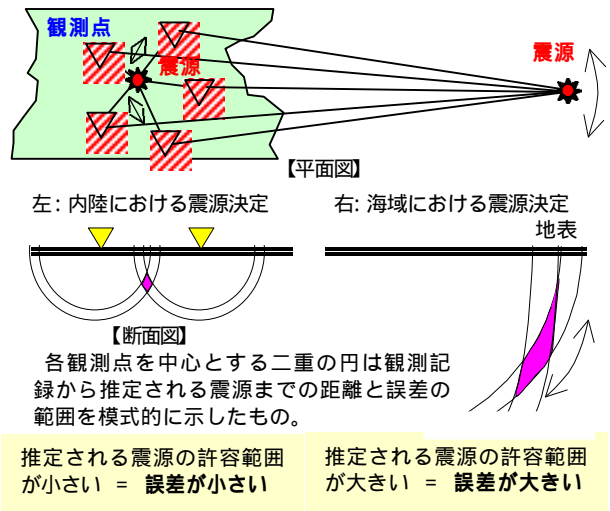 観測点
震源
震源
【平面図】
左: 内陸における震源決定
右: 海域における震源決定
地表
【断面図】
各観測点を中心とする二重の円は観測記
録から推定される震源までの距離と誤差の
範囲を模式的に示したもの。
推定される震源の許容範囲
が小さい = 誤差が小さい
推定される震源の許容範囲
が大きい = 誤差が大きい